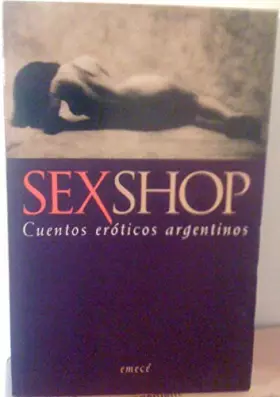 SEXSHOP
Cuentos eróticos argentinos
emecé